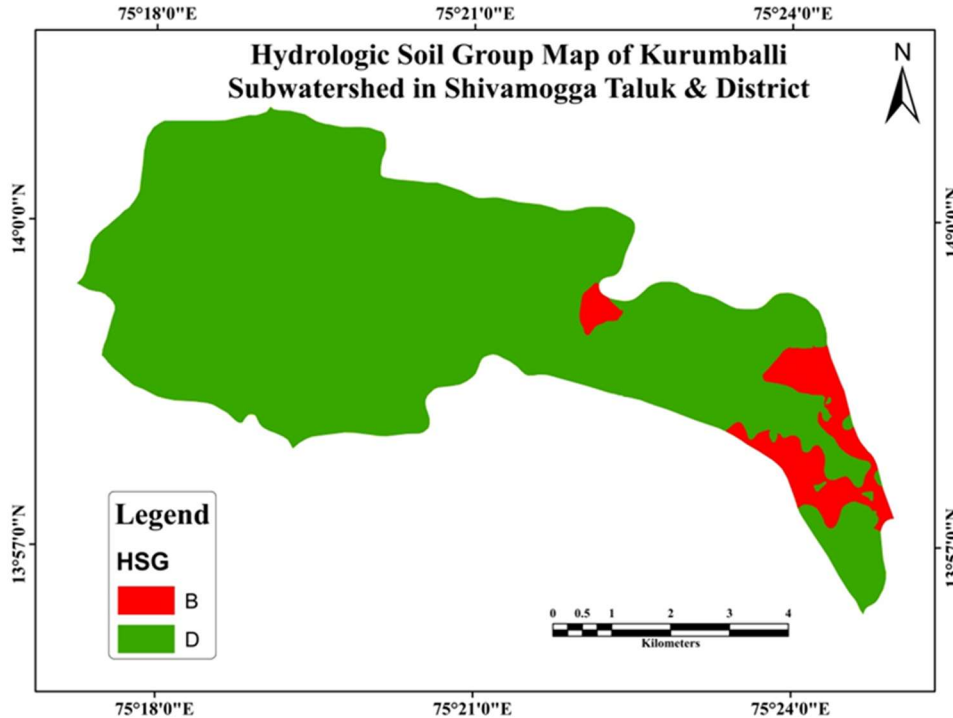 75°18'0"E 75°21'0"E 75°24'0"E
Hydrologic Soil Group Map of Kurumballi
Subwatershed in Shivamogga Taluk & District
N
14°0'0"N
14°0'0"N
13°57'0"N
13°57'0"N
Legend
HSG
B
D
0 0.5 1 2 3 4
Kilometers
75°18'0"E 75°21'0"E 75°24'0"E